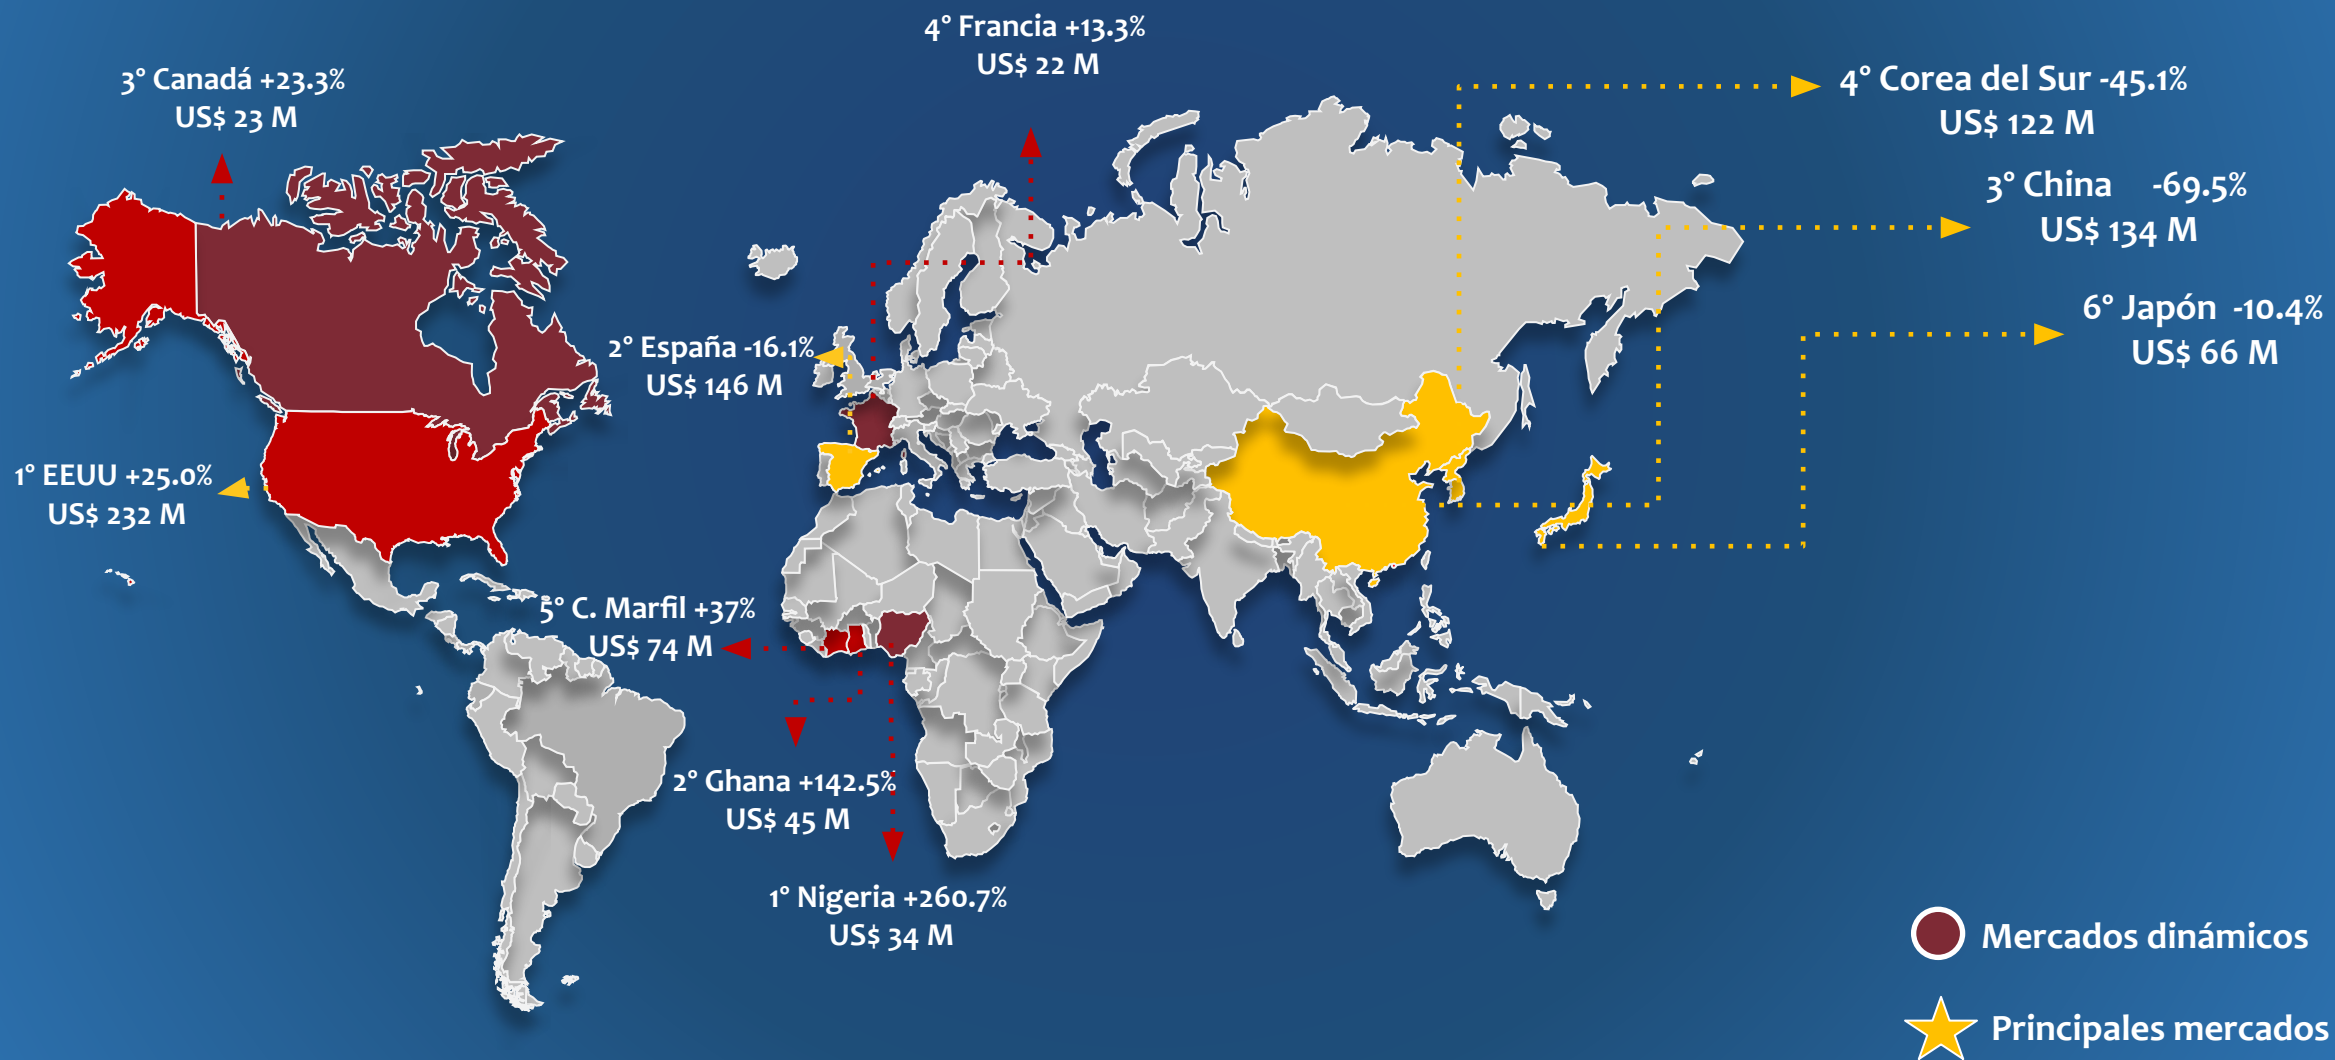 4° Francia +13.3%
US$ 22 M
3° Canadá +23.3%
US$ 23 M
4° Corea del Sur -45.1%
US$ 122 M
3° China -69.5%
US$ 134 M
6° Japón -10.4%
US$ 66 M
2° España -16.1%
US$ 146 M
1° EEUU +25.0%
US$ 232 M
5° C. Marfil +37%
US$ 74 M
2° Ghana +142.5%
US$ 45 M
1° Nigeria +260.7%
US$ 34 M
Mercados dinámicos
Principales mercados